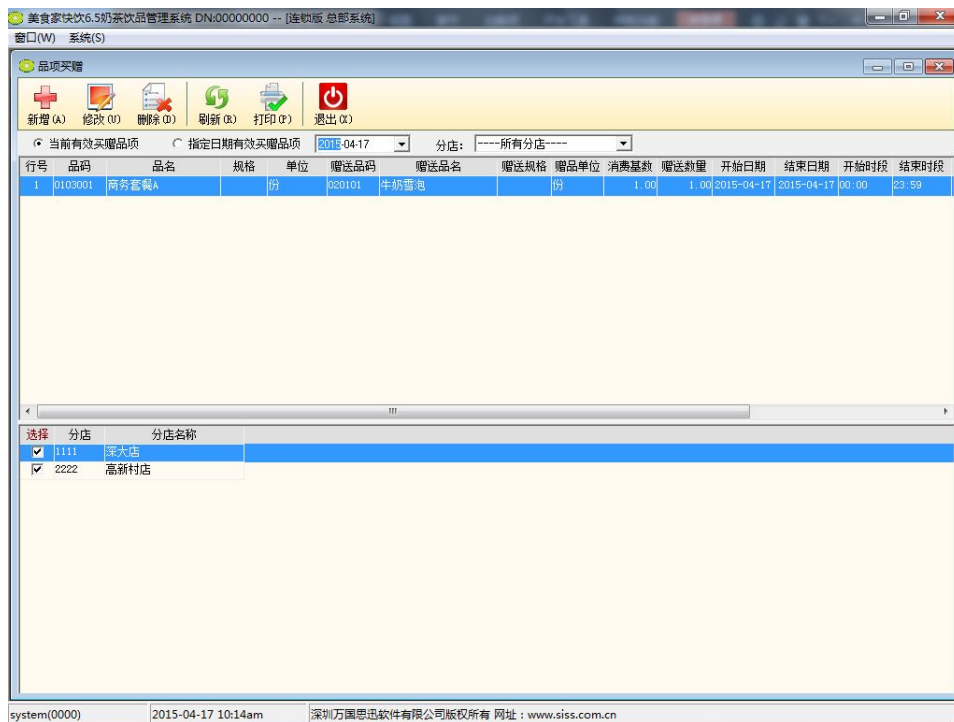 美食家快饮6.5奶茶饮品管理系统 DN:00000000 -- [连锁版 总部系统]
窗口(W) 系统(S)
品项买赠
新增(A) 修改(U) 删除(D) 刷新(R) 打印(P) 退出(X)
当前有效买赠品项 指定日期有效买赠品项 2015-04-17 分店: ----所有分店----
行号 品码 品名 规格 单位 赠送品码 赠送品名 赠送规格 赠品单位 消费基数 赠送数量 开始日期 结束日期 开始时段 结束时段
1 0103001 商务套餐A 份 020101 牛奶雪泡 份 1.00 1.00 2015-04-17 2015-04-17 00:00 23:59
选择 分店 分店名称
1111 深大店
2222 高新村店
system(0000) 2015-04-17 10:14am 深圳万国思迅软件有限公司版权所有 网址：www.siss.com.cn